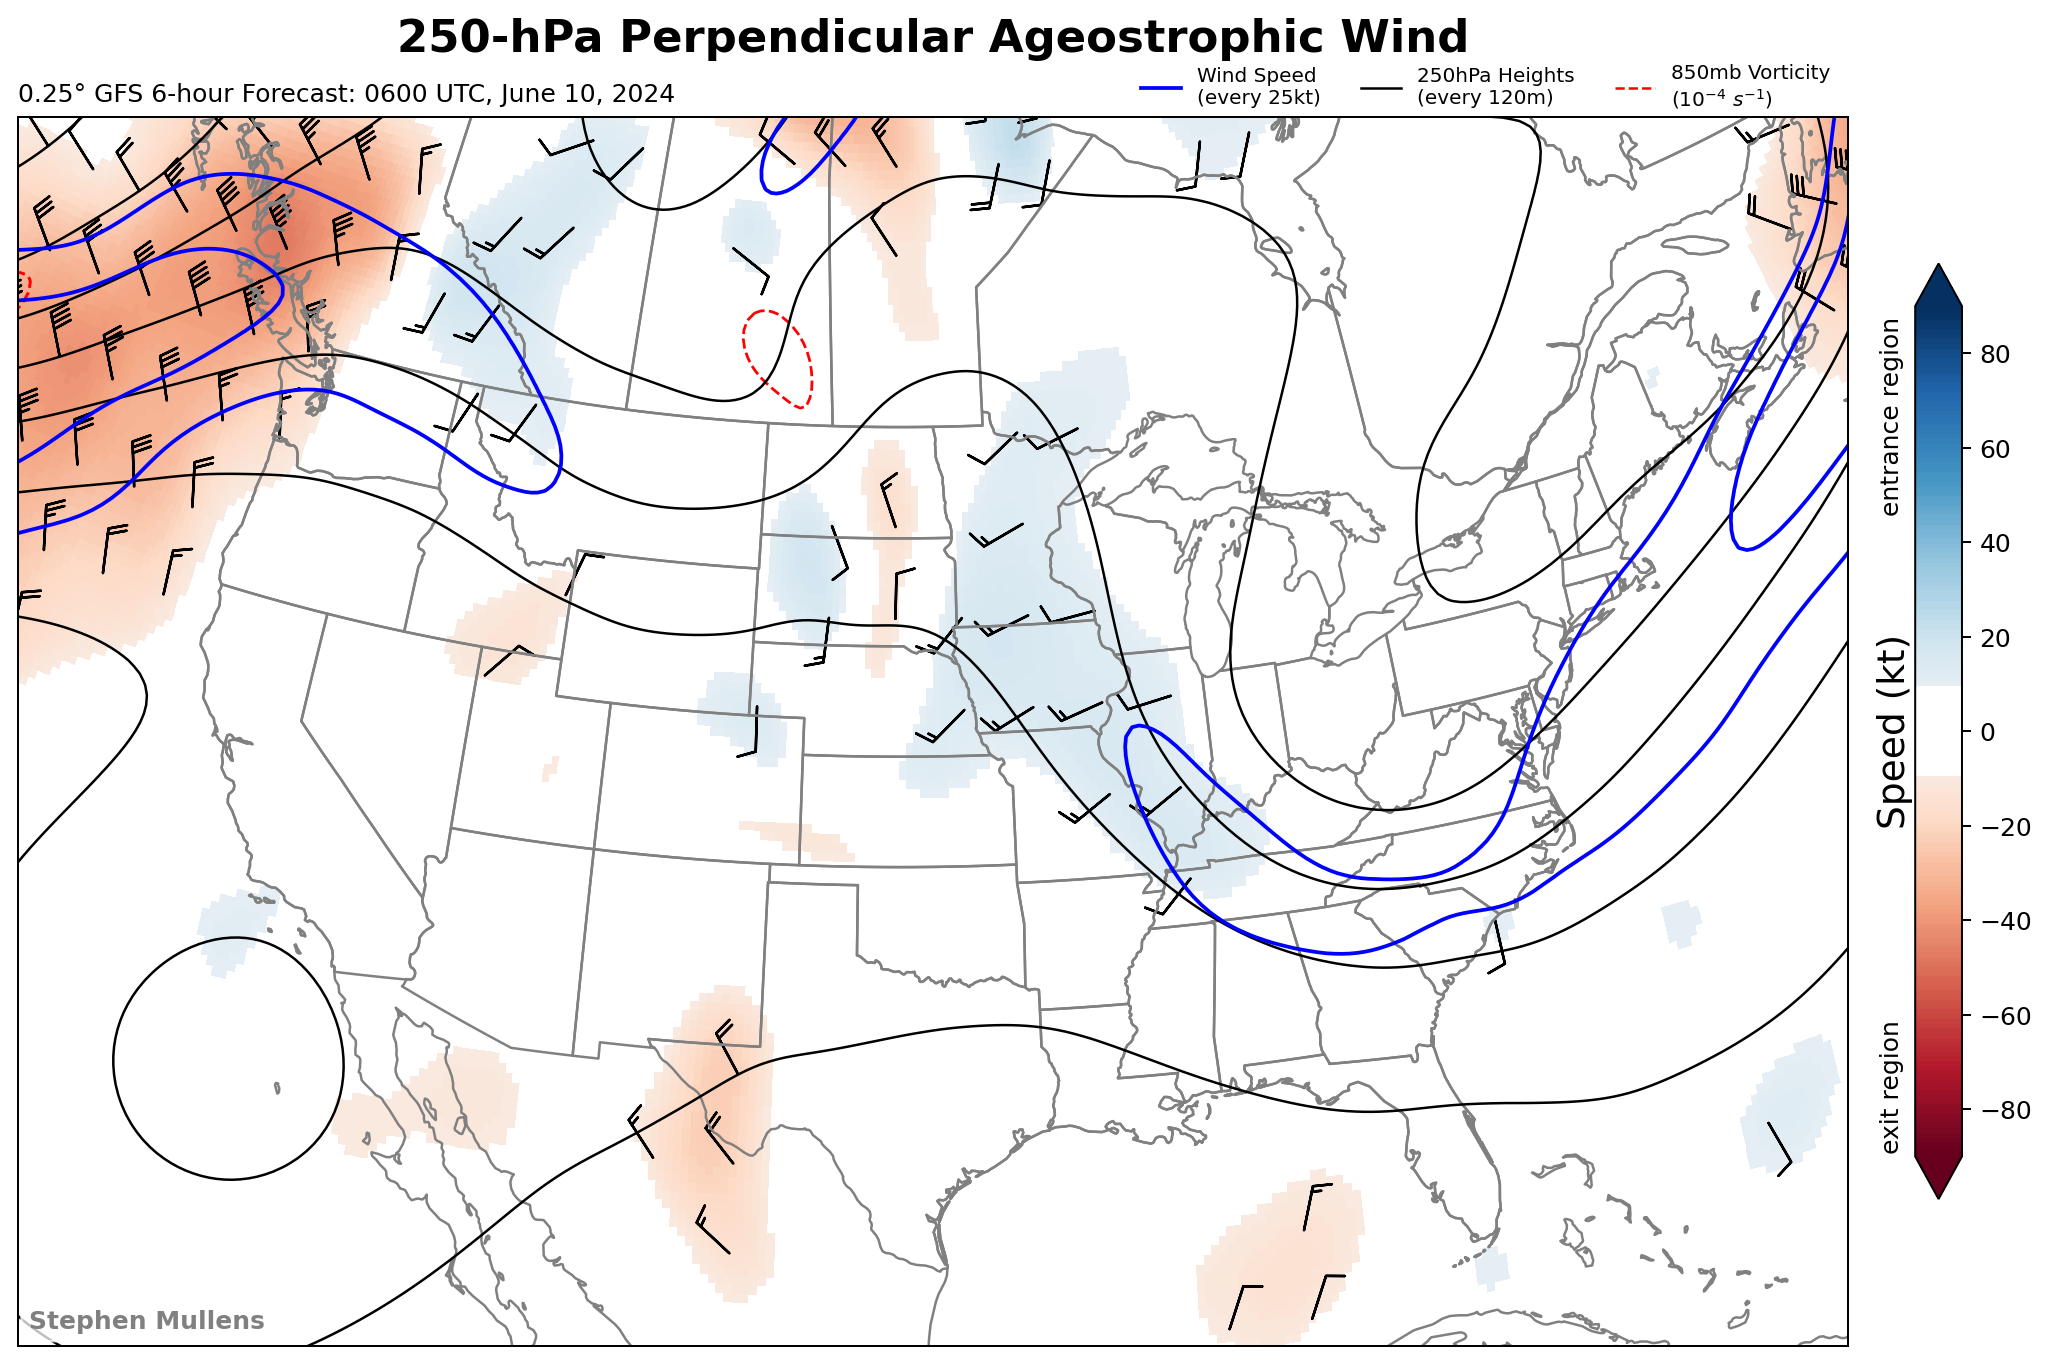 250-hPa Perpendicular Ageostrophic Wind
0.25° GFS 6-hour Forecast: 0600 UTC, June 10, 2024
Wind Speed
(every 25kt)
250hPa Heights
(every 120m)
850mb Vorticity
(10⁻⁴ s⁻¹)
entrance region
Speed (kt)
exit region
80
60
40
20
0
−20
−40
−60
−80
Stephen Mullens